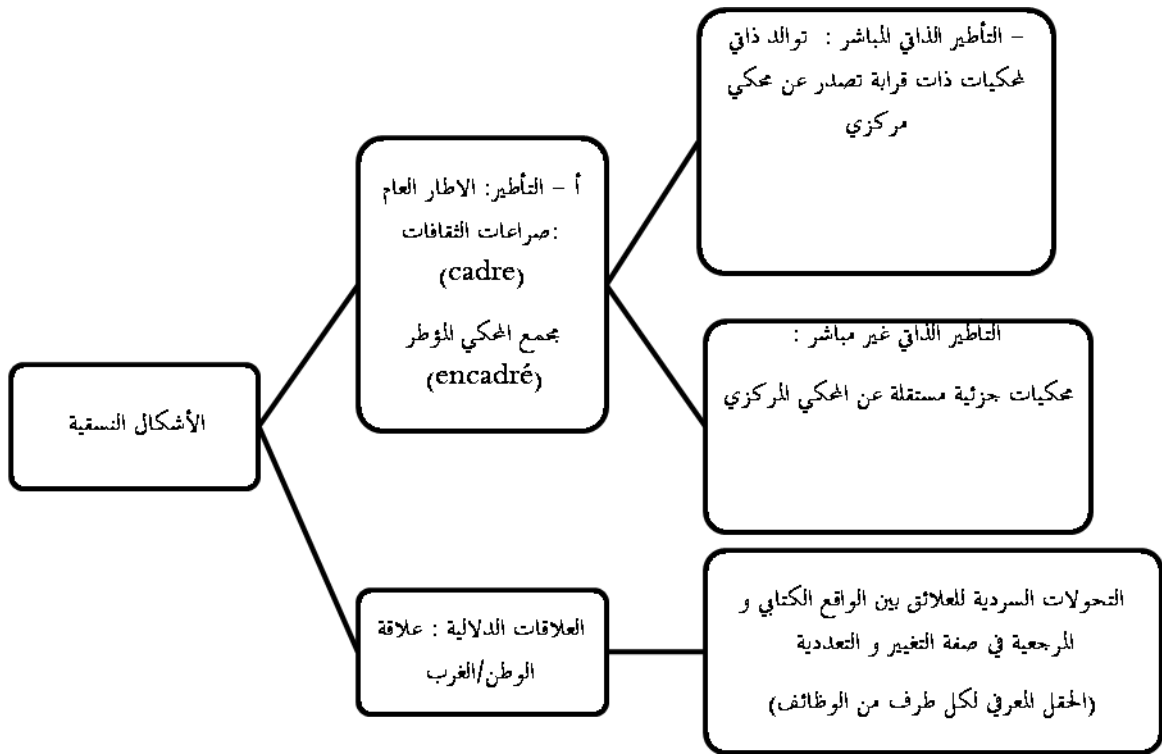 الأشكال النسقية
أ – التأطير: الاطار العام
:صراعات الثقافات
(cadre)
مجمع المحكي المؤطر
(encadré)
– التأطير الذاتي المباشر : توالد ذاتي
لمحكيات ذات قرابة تصدر عن محكي
مركزي
التاطير الذاتي غير مباشر :
محكيات جزئية مستقلة عن المحكي المركزي
العلاقات الدلالية : علاقة
الوطن/الغرب
التحولات السردية للعلائق بين الواقع الكتابي و
المرجعية في صفة التغيير و التعددية
(الحقل المعرفي لكل طرف من الوظائف)